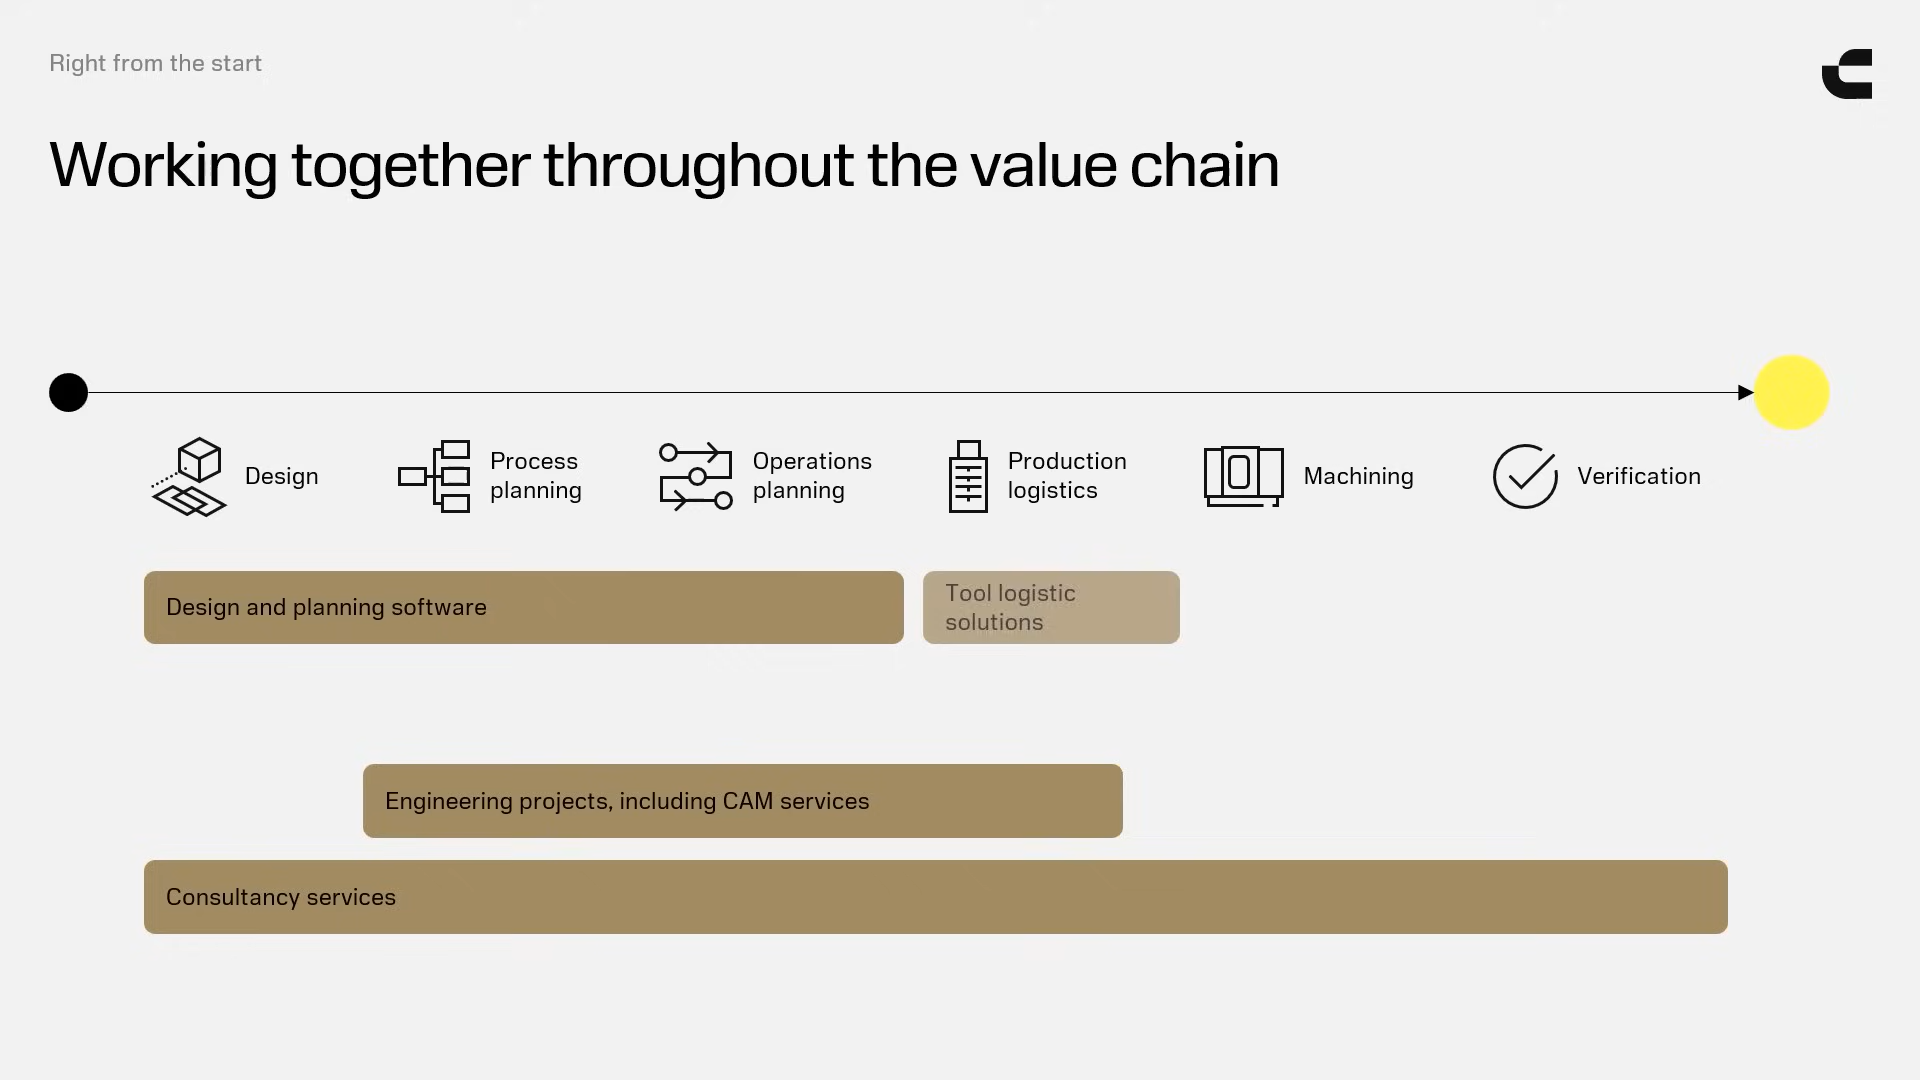 Right from the start
Working together throughout the value chain
Design
Process
planning
Operations
planning
Production
logistics
Machining
Verification
Design and planning software
Tool logistic
solutions
Engineering projects, including CAM services
Consultancy services